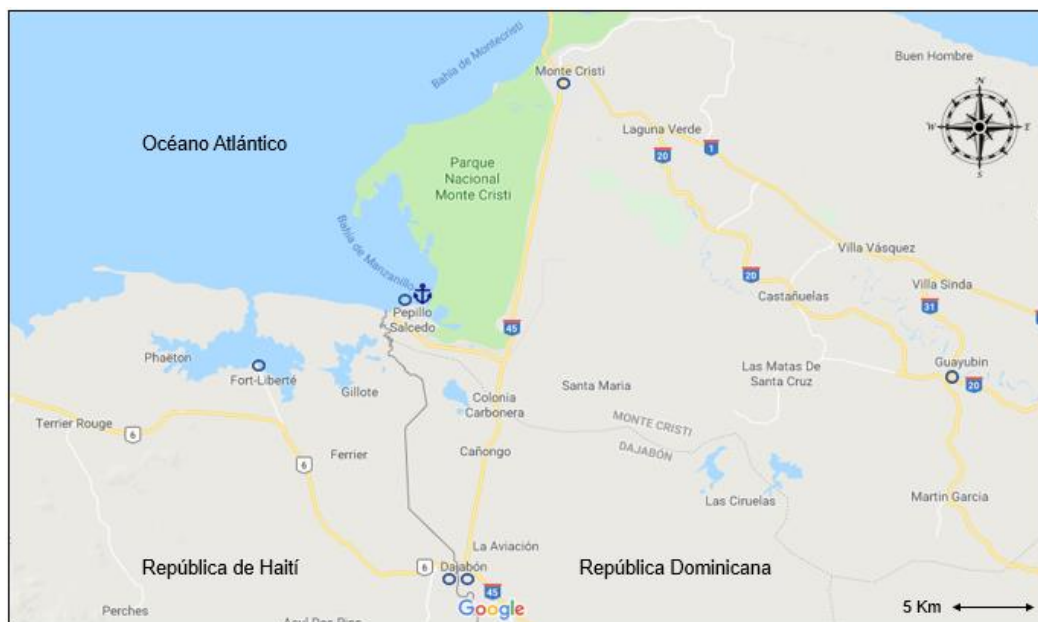 Bahía de Montecristi
Monte Cristi
Buen Hombre
N
W
E
S
Océano Atlántico
Laguna Verde
20
1
Parque
Nacional
Monte Cristi
Bahía de Manzanillo
Villa Vásquez
20
Villa Sinda
Castañuelas
31
Pepillo
Salcedo
45
Phaëton
Fort-Liberté
Gillote
Guayubin
Las Matas De
Santa Cruz
20
Santa Maria
Colonia
Carbonera
MONTE CRISTI
DAJABÓN
Terrier Rouge
6
Ferrier
6
Cañongo
Las Ciruelas
Martin Garcia
La Aviación
República de Haití
6
Dajabón
República Dominicana
45
Google
5 Km
Perches